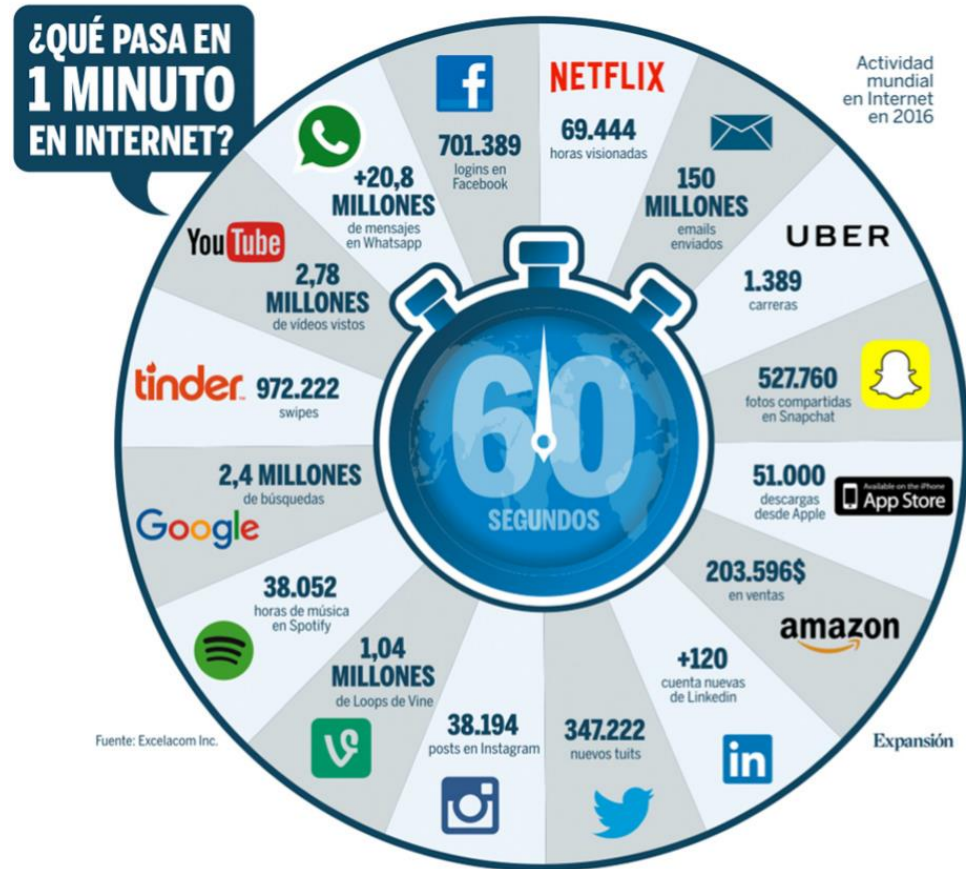 ¿QUÉ PASA EN
1 MINUTO
EN INTERNET?
Actividad
mundial
en Internet
en 2016
NETFLIX
69.444
horas visionadas
150
MILLONES
emails
enviados
UBER
1.389
carreras
527.760
fotos compartidas
en Snapchat
51.000
descargas
desde Apple
Available on the iPhone
App Store
203.596$
en ventas
amazon
+120
cuenta nuevas
de Linkedin
in
347.222
nuevos tuits
38.194
posts en Instagram
1,04
MILLONES
de Loops de Vine
38.052
horas de música
en Spotify
2,4 MILLONES
de búsquedas
Google
tinder
972.222
swipes
YouTube
2,78
MILLONES
de vídeos vistos
+20,8
MILLONES
de mensajes
en Whatsapp
f
701.389
logins en
Facebook
60
SEGUNDOS
Fuente: Excelacom Inc.
Expansión